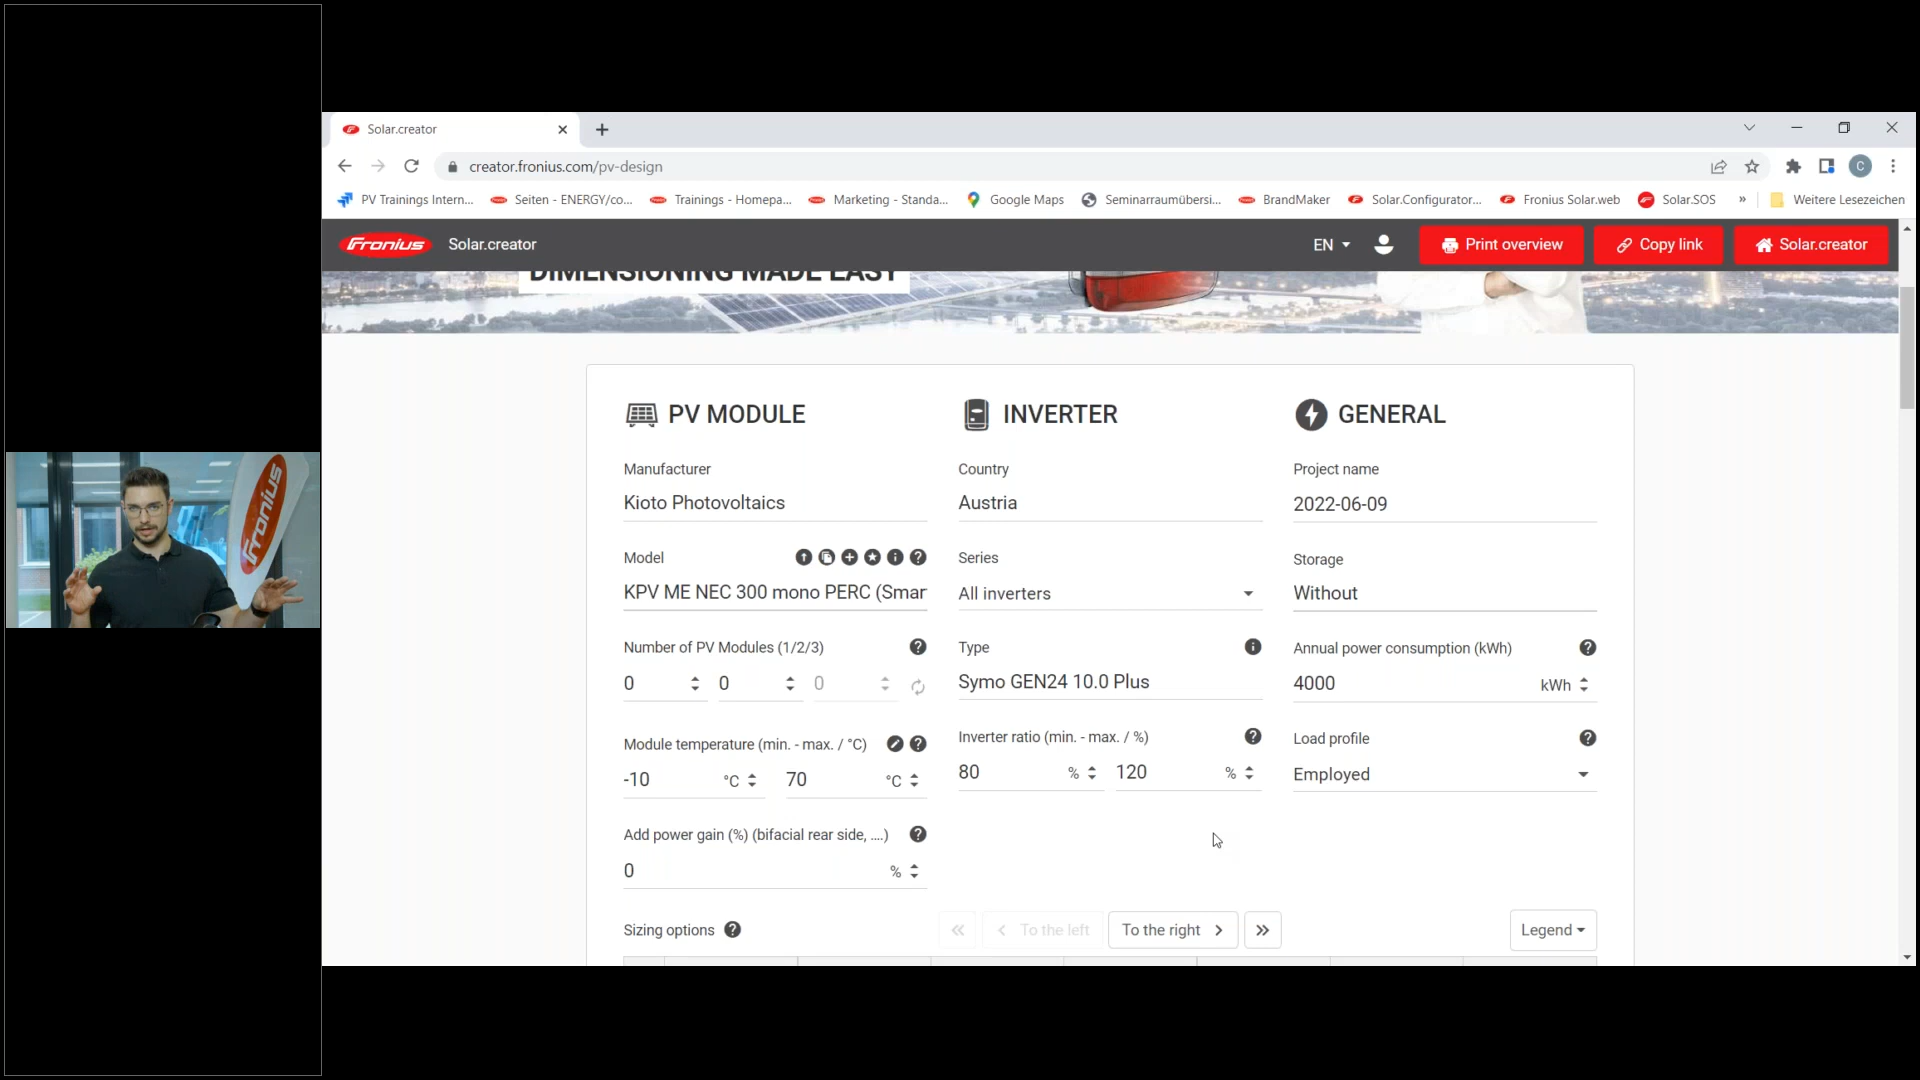 Solar.creator
creator.fronius.com/pv-design
PV Trainings Intern...
Seiten - ENERGY/co...
Trainings - Homepa...
Marketing - Standa...
Google Maps
Seminarraumübersi...
BrandMaker
Solar.Configurator...
Fronius Solar.web
Solar.SOS
»
Weitere Lesezeichen
Fronius
Solar.creator
EN
Print overview
Copy link
Solar.creator
DIMENSIONING MADE EASY
PV MODULE
Manufacturer
Kioto Photovoltaics
Model
KPV ME NEC 300 mono PERC (Smar
Number of PV Modules (1/2/3)
0 0 0
Module temperature (min. - max. / °C)
-10 °C 70 °C
Add power gain (%) (bifacial rear side, ....)
0 %
INVERTER
Country
Austria
Series
All inverters
Type
Symo GEN24 10.0 Plus
Inverter ratio (min. - max. / %)
80 % 120 %
GENERAL
Project name
2022-06-09
Storage
Without
Annual power consumption (kWh)
4000 kWh
Load profile
Employed
Sizing options
To the left
To the right
Legend
Fronius
C